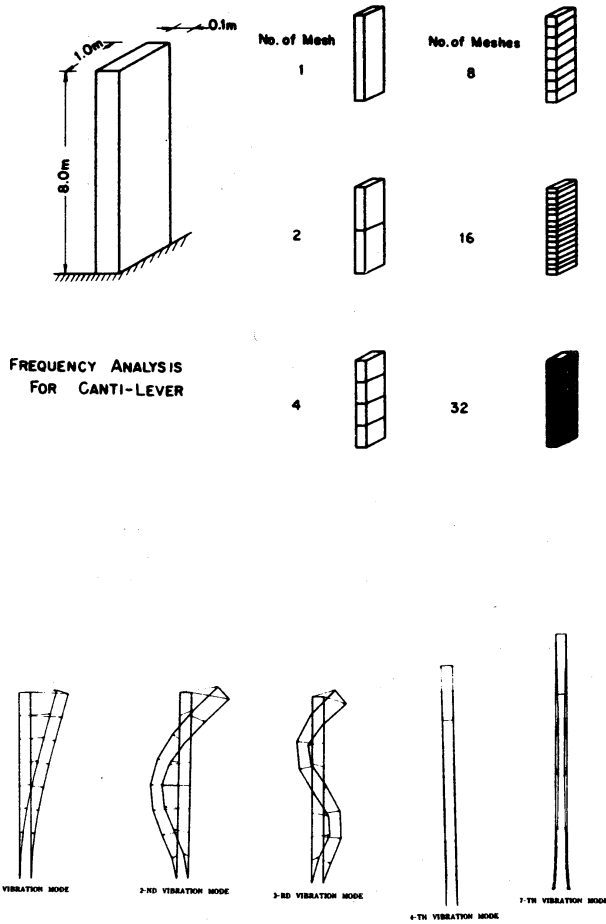 1.0m
0.1m
8.0m
No. of Mesh
1
2
4
No. of Meshes
8
16
32
FREQUENCY ANALYSIS
FOR CANTI-LEVER
VIBRATION MODE
2-ND VIBRATION MODE
3-RD VIBRATION MODE
6-TH VIBRATION MODE
7-TH VIBRATION MODE